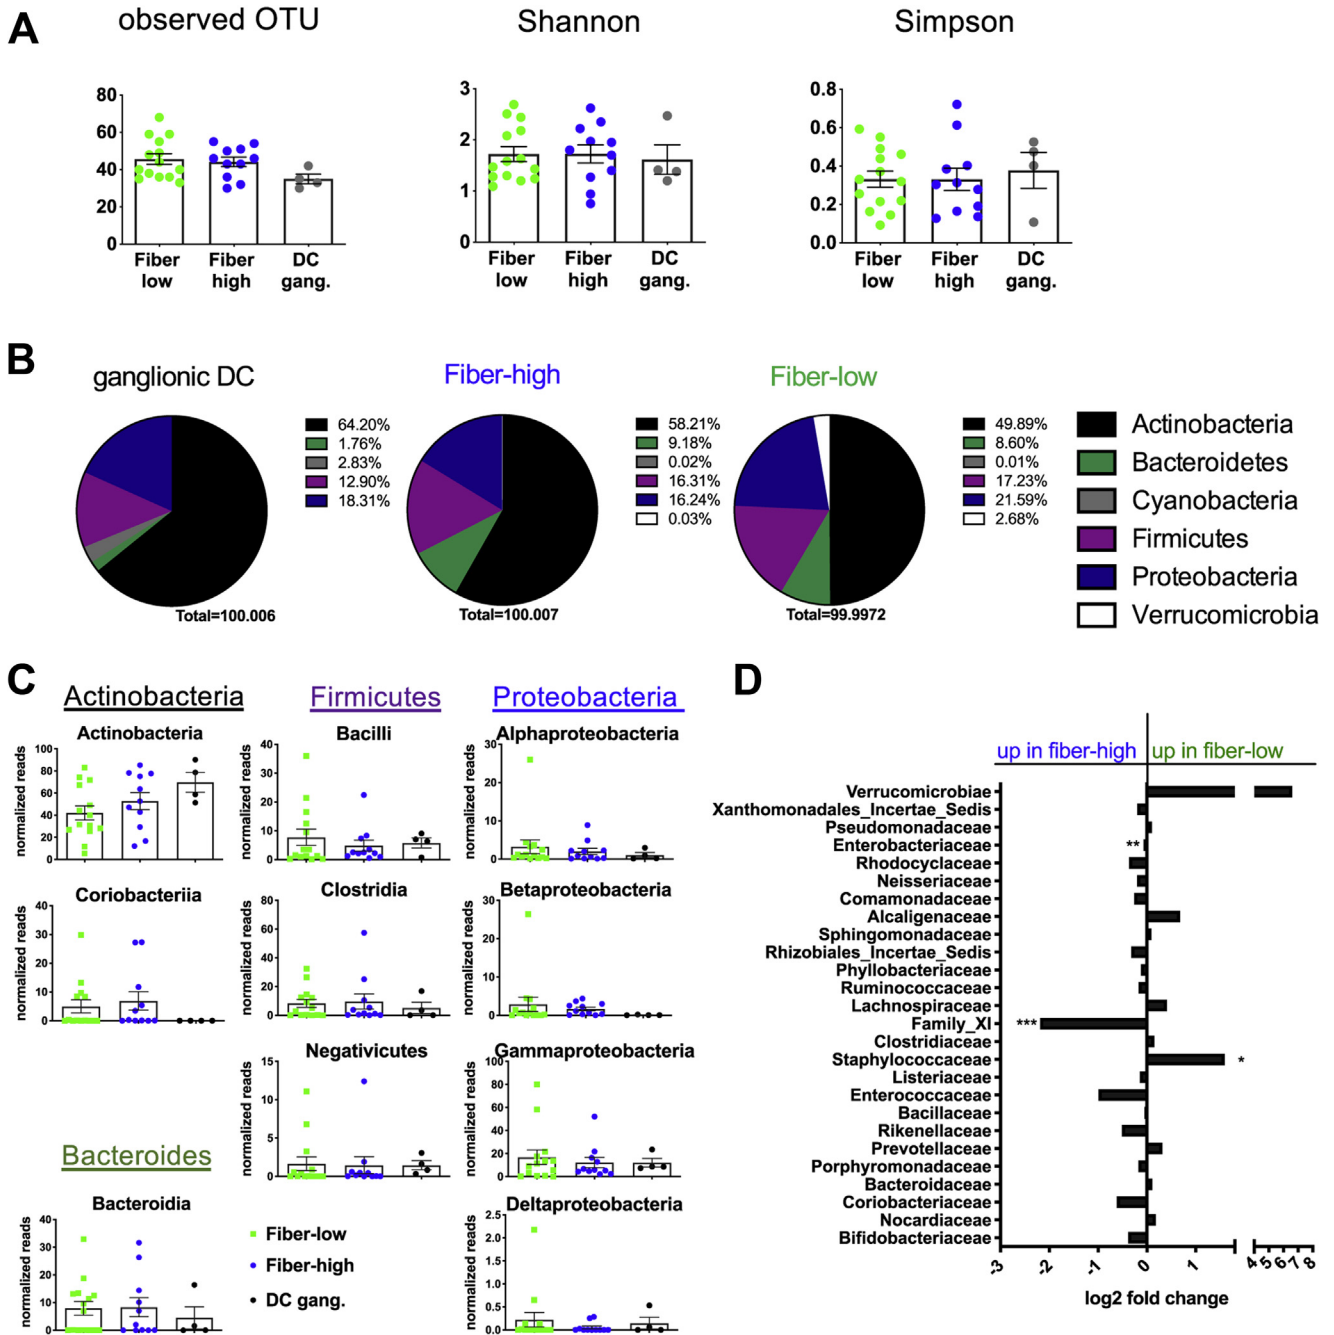 A
observed OTU
Shannon
Simpson
80
60
40
20
0
Fiber low
Fiber high
DC gang.
3
2
1
0
Fiber low
Fiber high
DC gang.
0.8
0.6
0.4
0.2
0.0
Fiber low
Fiber high
DC gang.
B
ganglionic DC
64.20%
1.76%
2.83%
12.90%
18.31%
Total=100.006
Fiber-high
58.21%
9.18%
0.02%
16.31%
16.24%
0.03%
Total=100.007
Fiber-low
49.89%
8.60%
0.01%
17.23%
21.59%
2.68%
Total=99.9972
Actinobacteria
Bacteroidetes
Cyanobacteria
Firmicutes
Proteobacteria
Verrucomicrobia
C
Actinobacteria
Actinobacteria
normalized reads
100
80
60
40
20
0
Coriobacteriia
normalized reads
40
30
20
10
0
Bacteroides
Bacteroidia
normalized reads
40
30
20
10
0
Firmicutes
Bacilli
normalized reads
40
30
20
10
0
Clostridia
normalized reads
80
60
40
20
0
Negativicutes
normalized reads
15
10
5
0
Fiber-low
Fiber-high
DC gang.
Proteobacteria
Alphaproteobacteria
normalized reads
30
20
10
0
Betaproteobacteria
normalized reads
30
20
10
0
Gammaproteobacteria
normalized reads
100
80
60
40
20
0
Deltaproteobacteria
normalized reads
2.5
2.0
1.5
1.0
0.5
0.0
D
up in fiber-high
up in fiber-low
Verrucomicrobiae
Xanthomonadales_Incertae_Sedis
Pseudomonadaceae
Enterobacteriaceae **
Rhodocyclaceae
Neisseriaceae
Comamonadaceae
Alcaligenaceae
Sphingomonadaceae
Rhizobiales_Incertae_Sedis
Phyllobacteriaceae
Ruminococcaceae
Lachnospiraceae
Family_XI ***
Clostridiaceae
Staphylococcaceae *
Listeriaceae
Enterococcaceae
Bacillaceae
Rikenellaceae
Prevotellaceae
Porphyromonadaceae
Bacteroidaceae
Coriobacteriaceae
Nocardiaceae
Bifidobacteriaceae
-3 -2 -1 0 1 4 5 6 7 8
log2 fold change